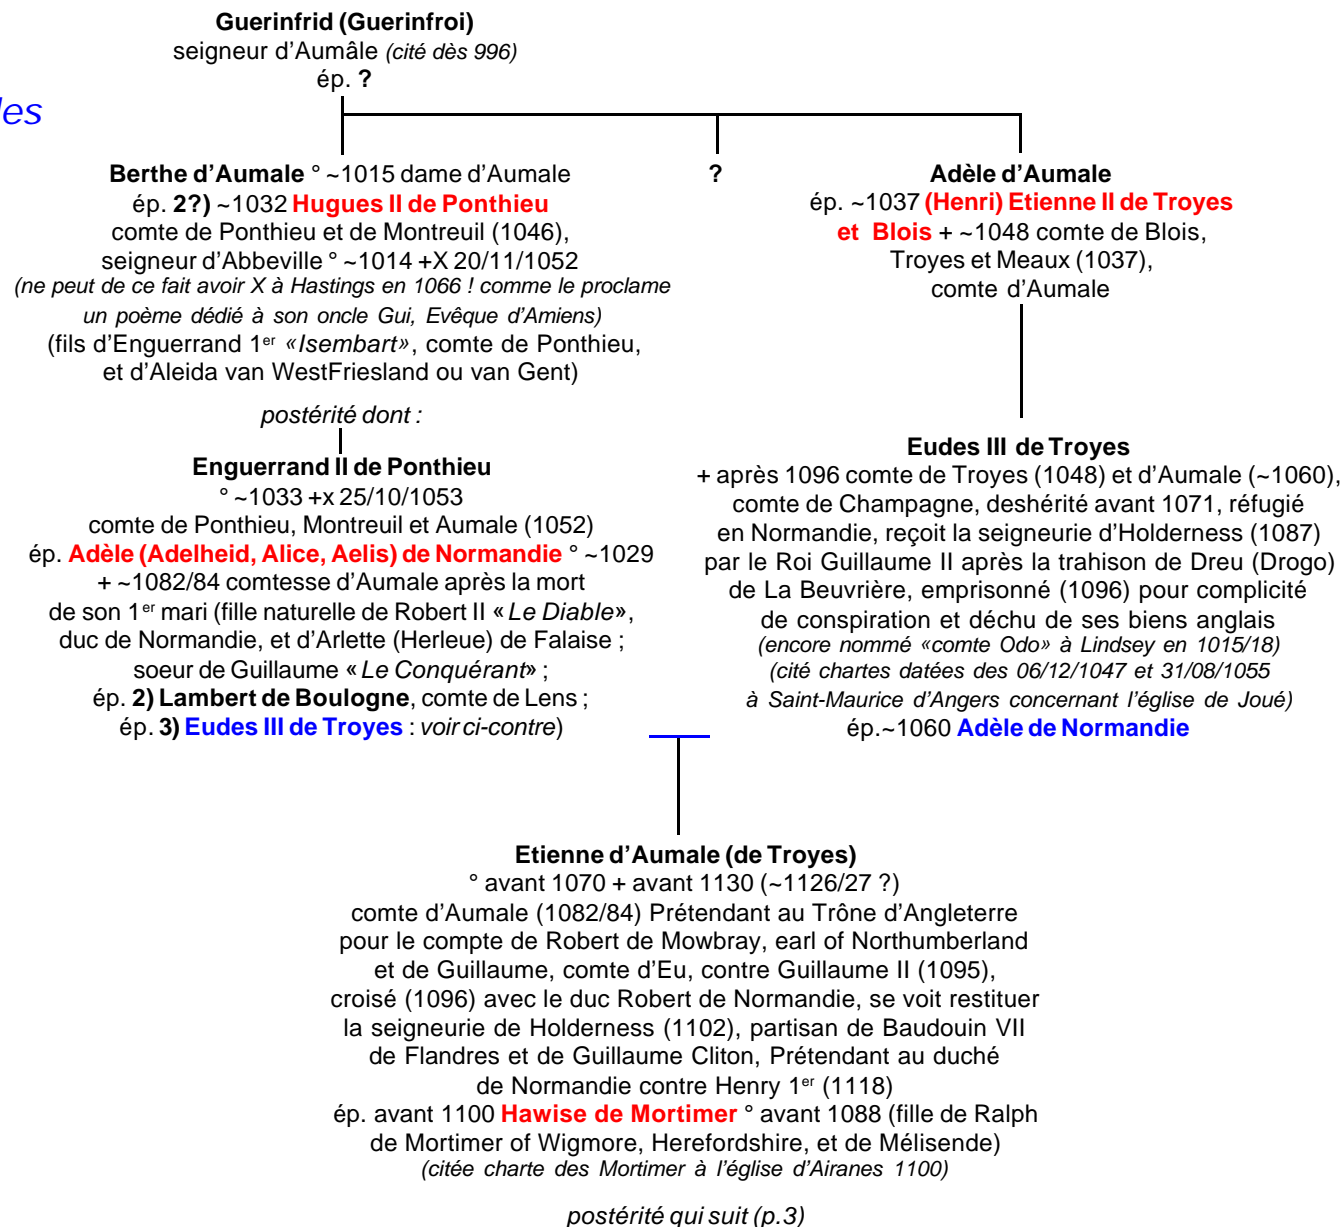 Guerinfrid (Guerinfroi)
seigneur d’Aumâle (cité dès 996)
ép. ?
les
Berthe d’Aumale ° ~1015 dame d’Aumale
ép. 2?) ~1032 Hugues II de Ponthieu
comte de Ponthieu et de Montreuil (1046),
seigneur d’Abbeville ° ~1014 +X 20/11/1052
(ne peut de ce fait avoir X à Hastings en 1066 ! comme le proclame
un poème dédié à son oncle Gui, Evêque d’Amiens)
(fils d’Enguerrand 1er «Isembart», comte de Ponthieu,
et d’Aleida van WestFriesland ou van Gent)
postérité dont :
?
Adèle d’Aumale
ép. ~1037 (Henri) Etienne II de Troyes
et Blois + ~1048 comte de Blois,
Troyes et Meaux (1037),
comte d’Aumale
Enguerrand II de Ponthieu
° ~1033 +x 25/10/1053
comte de Ponthieu, Montreuil et Aumale (1052)
ép. Adèle (Adelheid, Alice, Aelis) de Normandie ° ~1029
+ ~1082/84 comtesse d’Aumale après la mort
de son 1er mari (fille naturelle de Robert II «Le Diable»,
duc de Normandie, et d’Arlette (Herleue) de Falaise ;
soeur de Guillaume «Le Conquérant» ;
ép. 2) Lambert de Boulogne, comte de Lens ;
ép. 3) Eudes III de Troyes : voir ci-contre)
Eudes III de Troyes
+ après 1096 comte de Troyes (1048) et d’Aumale (~1060),
comte de Champagne, deshérité avant 1071, réfugié
en Normandie, reçoit la seigneurie d’Holderness (1087)
par le Roi Guillaume II après la trahison de Dreu (Drogo)
de La Beuvrière, emprisonné (1096) pour complicité
de conspiration et déchu de ses biens anglais
(encore nommé «comte Odo» à Lindsey en 1015/18)
(cité chartes datées des 06/12/1047 et 31/08/1055
à Saint-Maurice d’Angers concernant l’église de Joué)
ép.~1060 Adèle de Normandie
Etienne d’Aumale (de Troyes)
° avant 1070 + avant 1130 (~1126/27 ?)
comte d’Aumale (1082/84) Prétendant au Trône d’Angleterre
pour le compte de Robert de Mowbray, earl of Northumberland
et de Guillaume, comte d’Eu, contre Guillaume II (1095),
croisé (1096) avec le duc Robert de Normandie, se voit restituer
la seigneurie de Holderness (1102), partisan de Baudouin VII
de Flandres et de Guillaume Cliton, Prétendant au duché
de Normandie contre Henry 1er (1118)
ép. avant 1100 Hawise de Mortimer ° avant 1088 (fille de Ralph
de Mortimer of Wigmore, Herefordshire, et de Mélisende)
(citée charte des Mortimer à l’église d’Airanes 1100)
postérité qui suit (p.3)